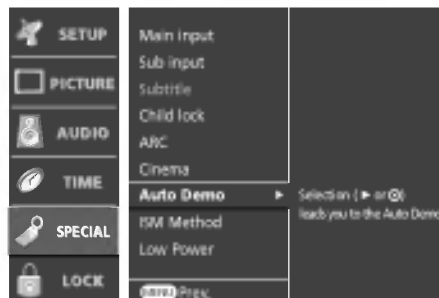 SETUP
PICTURE
AUDIO
TIME
SPECIAL
LOCK
Main input
Sub input
Subtitle
Child lock
ARC
Cinema
Auto Demo ►
ISM Method
Low Power
MENU Prev.
Selection ( ► or ⊙)
leads you to the Auto Demo